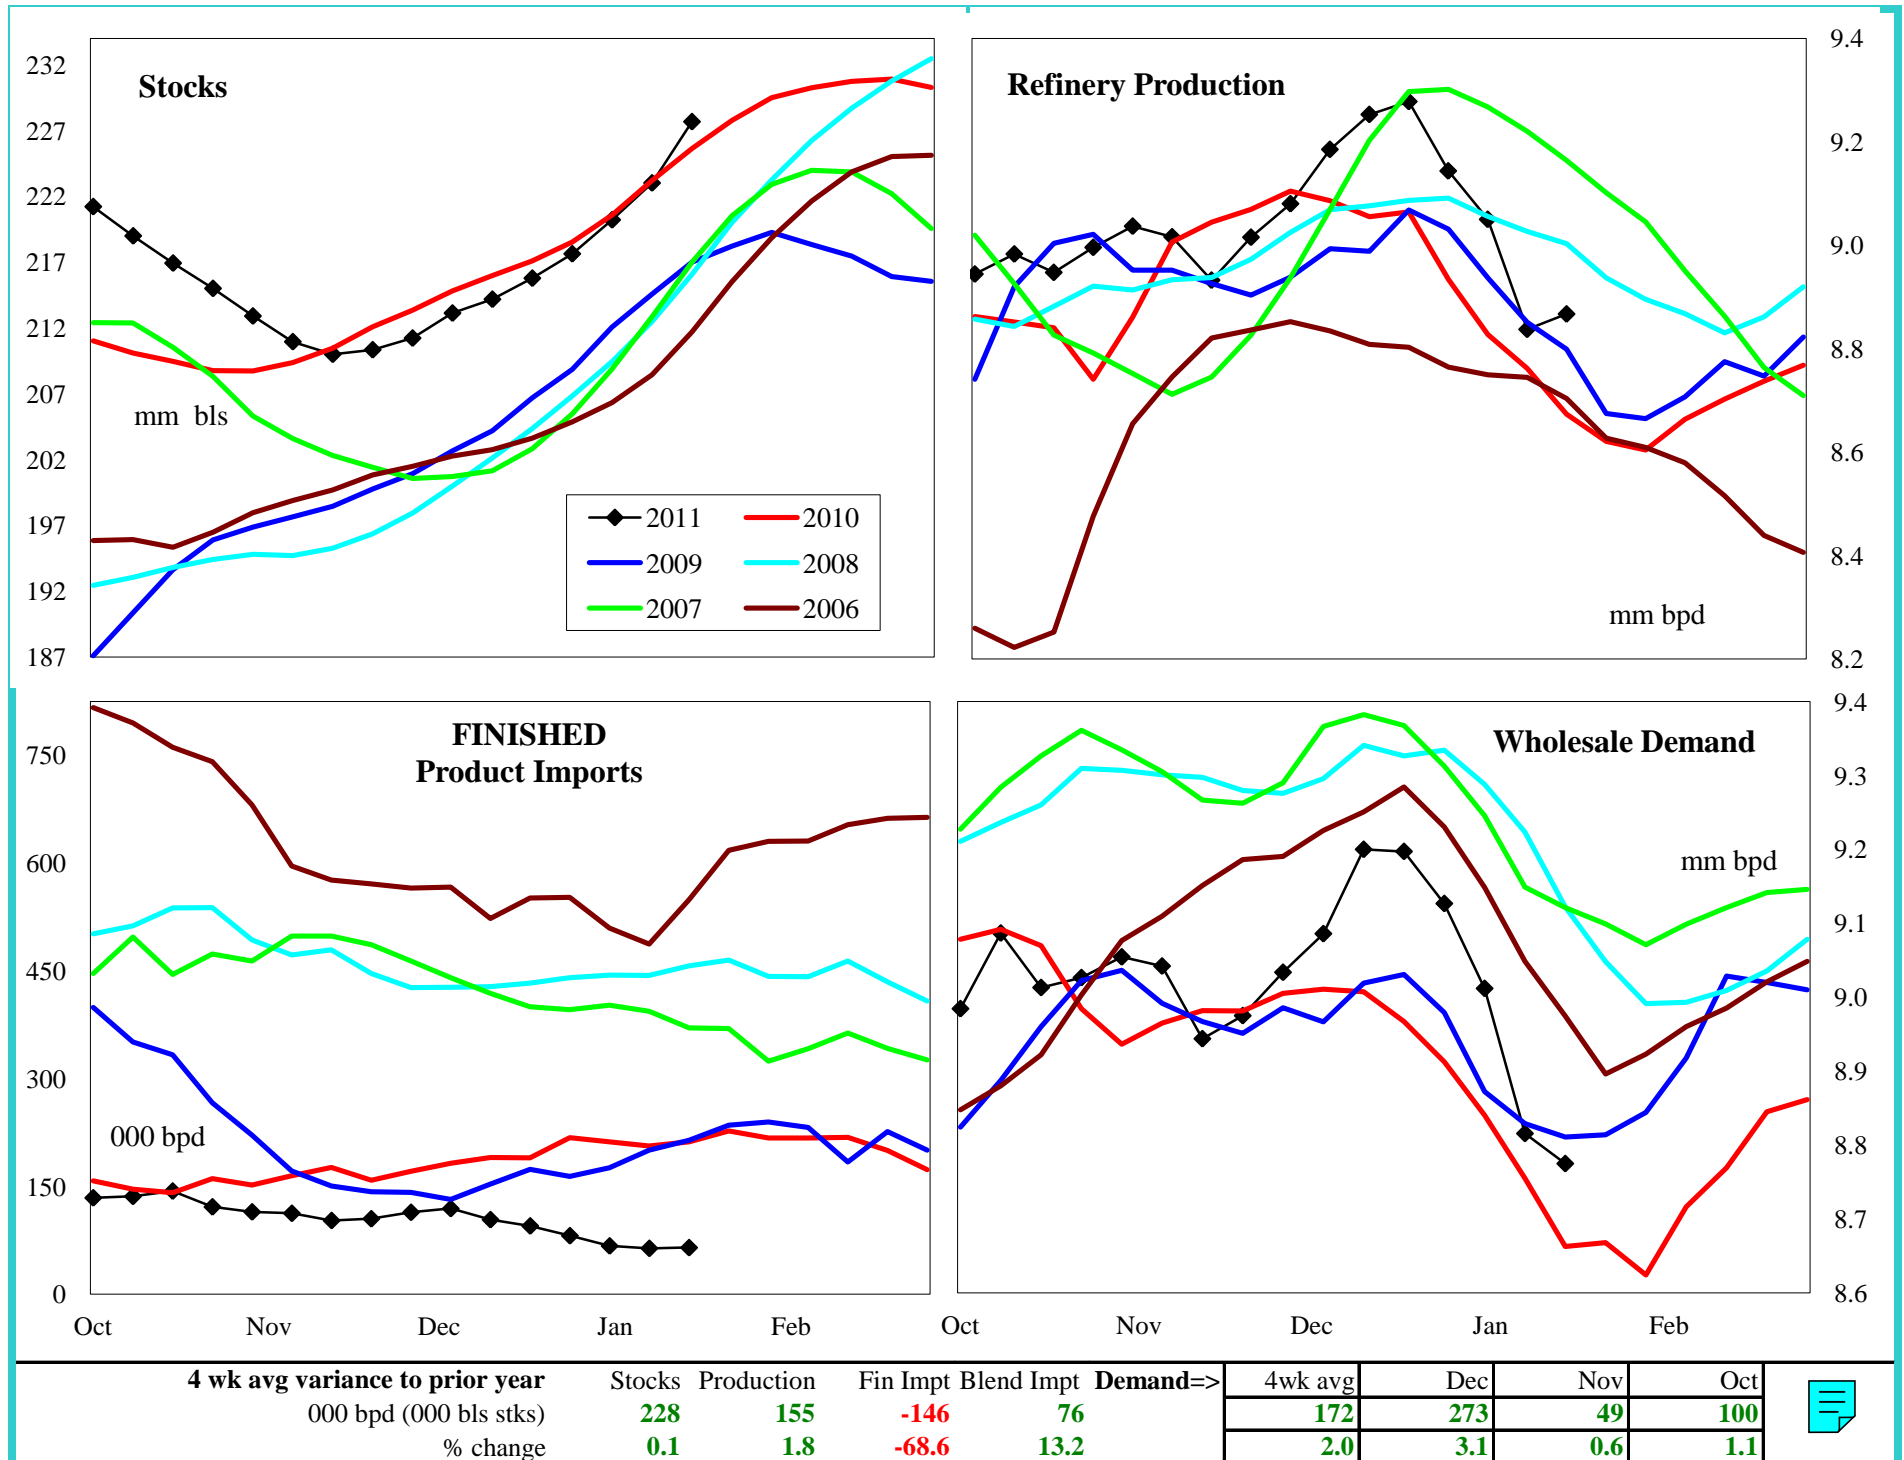 Stocks
232
227
222
217
212
207
202
197
192
187
mm bls
2011 2010
2009 2008
2007 2006
Refinery Production
9.4
9.2
9.0
8.8
8.6
8.4
8.2
mm bpd
FINISHED
Product Imports
750
600
450
300
150
0
000 bpd
Oct Nov Dec Jan Feb
Wholesale Demand
9.4
9.3
9.2
9.1
9.0
8.9
8.8
8.7
8.6
mm bpd
Oct Nov Dec Jan Feb
4 wk avg variance to prior year Stocks Production Fin Impt Blend Impt Demand=> 4wk avg Dec Nov Oct
000 bpd (000 bls stks) 228 155 -146 76 172 273 49 100
% change 0.1 1.8 -68.6 13.2 2.0 3.1 0.6 1.1